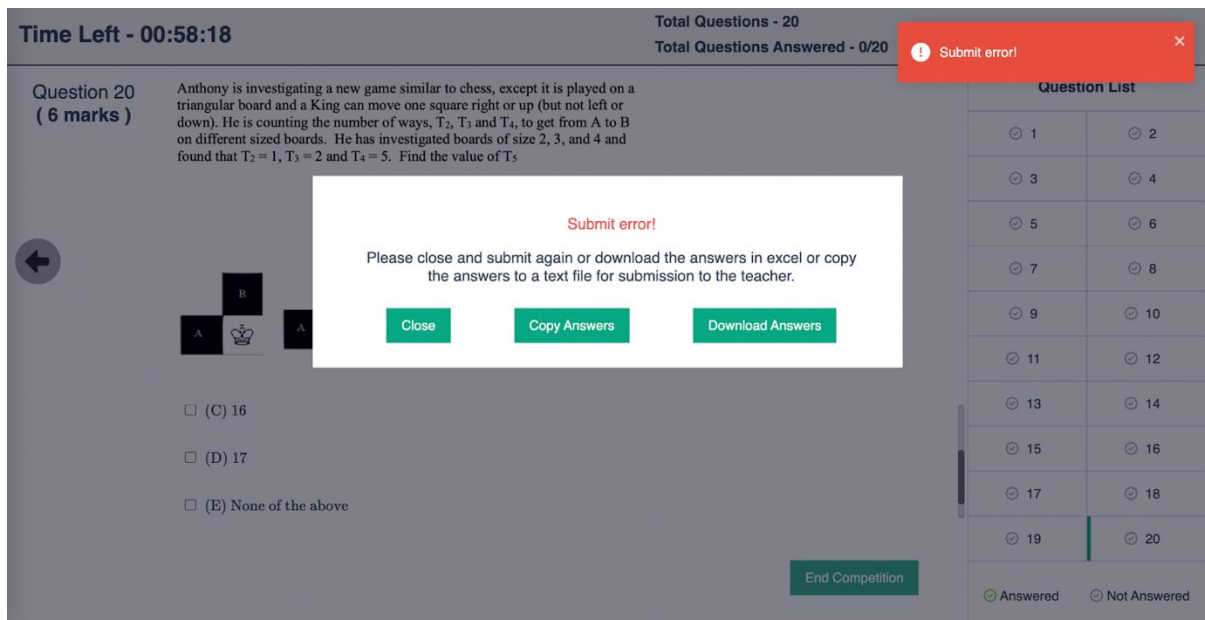 Time Left - 00:58:18
Total Questions - 20
Total Questions Answered - 0/20
Submit error!
Question 20
( 6 marks )
Anthony is investigating a new game similar to chess, except it is played on a
triangular board and a King can move one square right or up (but not left or
down). He is counting the number of ways, T₂, T₃ and T₄, to get from A to B
on different sized boards. He has investigated boards of size 2, 3, and 4 and
found that T₂ = 1, T₃ = 2 and T₄ = 5. Find the value of T₅
Submit error!
Please close and submit again or download the answers in excel or copy
the answers to a text file for submission to the teacher.
Close
Copy Answers
Download Answers
B
A
A
(C) 16
(D) 17
(E) None of the above
End Competition
Question List
1 2
3 4
5 6
7 8
9 10
11 12
13 14
15 16
17 18
19 20
Answered Not Answered